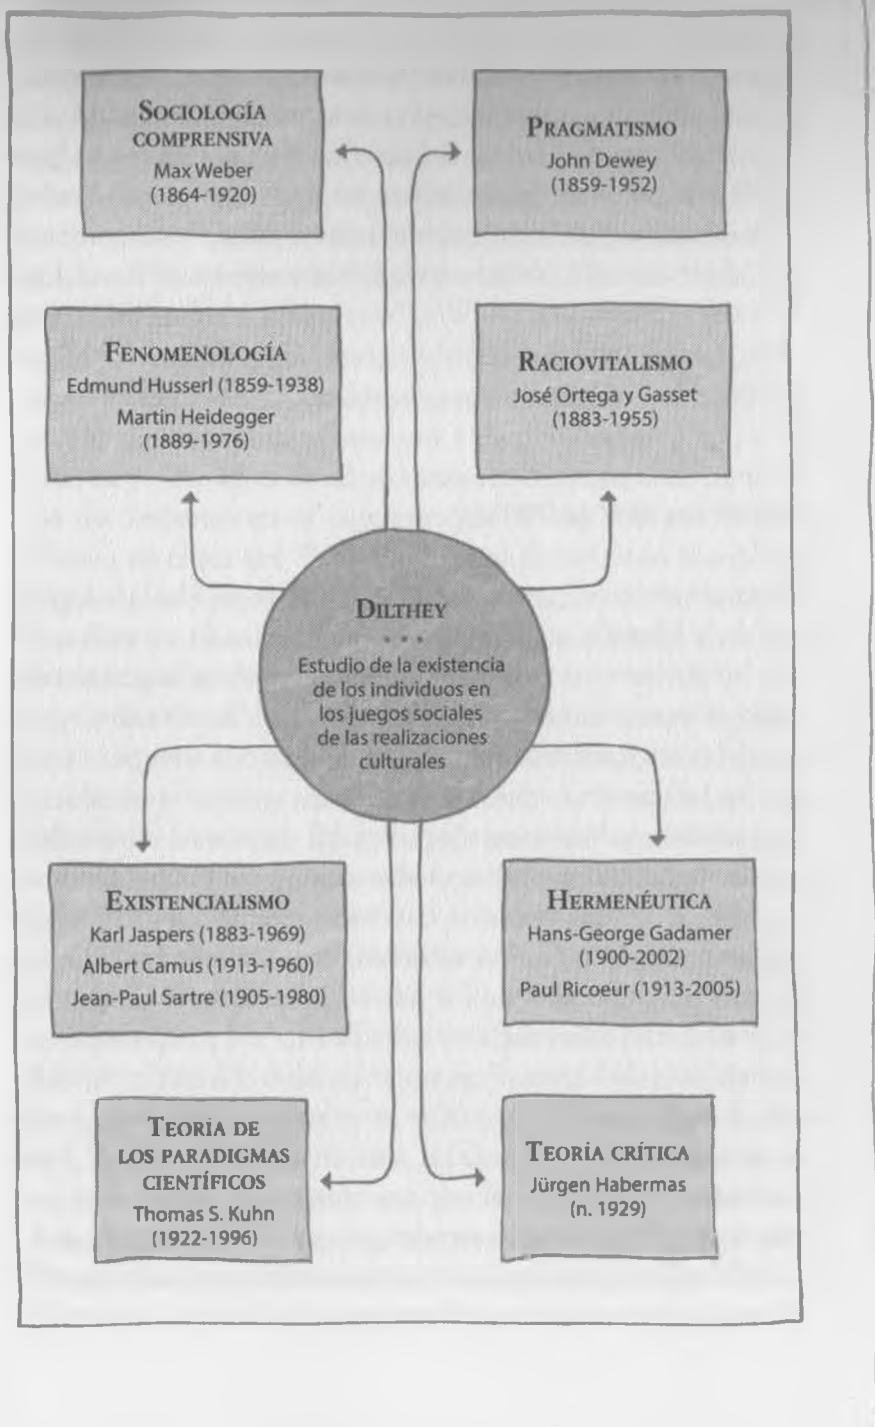 SOCIOLOGÍA
COMPRENSIVA
Max Weber
(1864-1920)
PRAGMATISMO
John Dewey
(1859-1952)
FENOMENOLOGÍA
Edmund Husserl (1859-1938)
Martin Heidegger
(1889-1976)
RACIOVITALISMO
José Ortega y Gasset
(1883-1955)
DILTHEY
• • •
Estudio de la existencia
de los individuos en
los juegos sociales
de las realizaciones
culturales
EXISTENCIALISMO
Karl Jaspers (1883-1969)
Albert Camus (1913-1960)
Jean-Paul Sartre (1905-1980)
HERMENÉUTICA
Hans-George Gadamer
(1900-2002)
Paul Ricoeur (1913-2005)
TEORÍA DE
LOS PARADIGMAS
CIENTÍFICOS
Thomas S. Kuhn
(1922-1996)
TEORÍA CRÍTICA
Jürgen Habermas
(n. 1929)